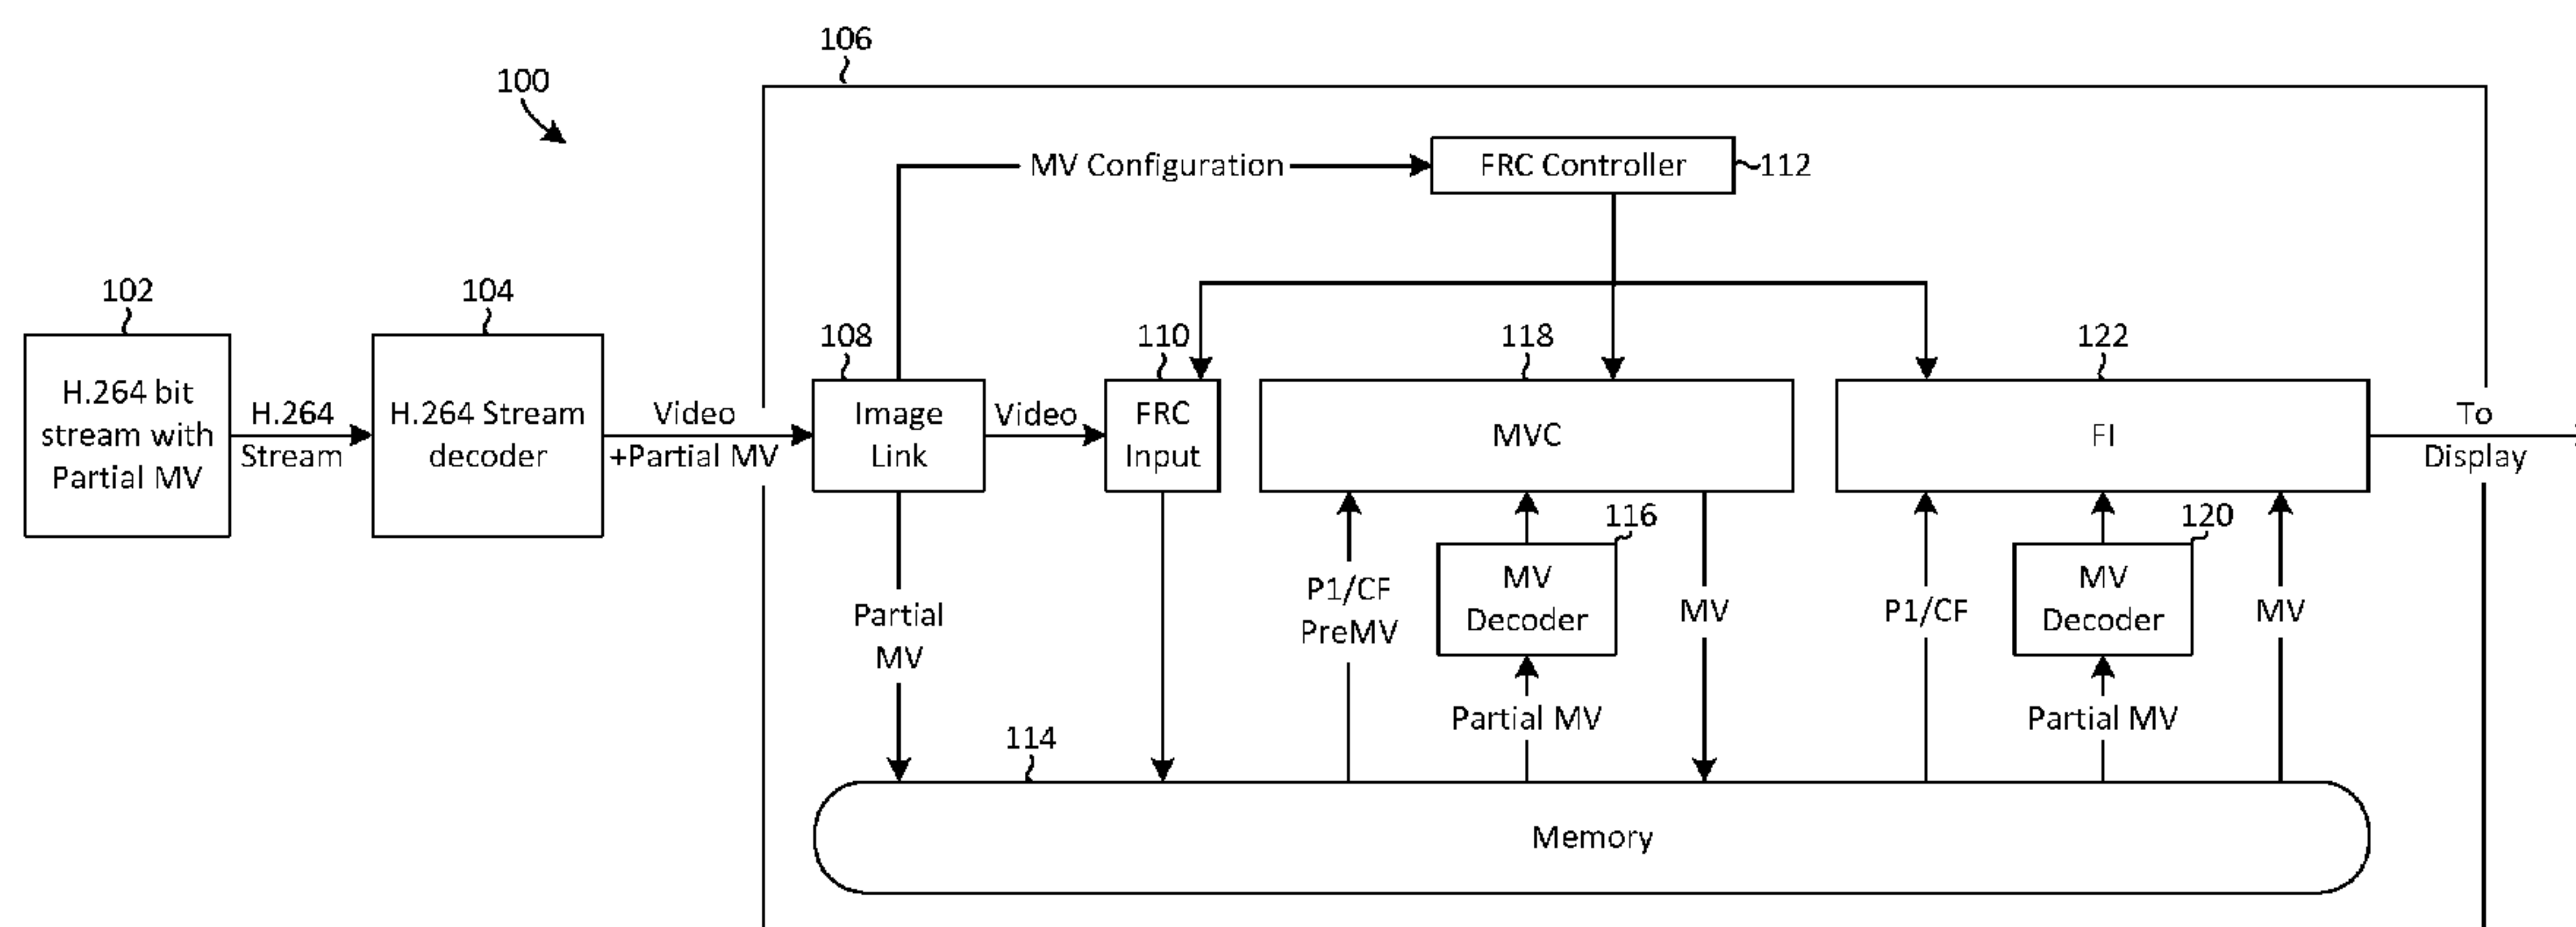 106
100
MV Configuration
FRC Controller
112
102
104
108
110
118
122
H.264 bit
stream with
Partial MV
H.264
Stream
H.264 Stream
decoder
Video
+Partial MV
Image
Link
Video
FRC
Input
MVC
FI
To
Display
116
120
Partial
MV
P1/CF
PreMV
MV
Decoder
MV
P1/CF
MV
Decoder
MV
Partial MV
Partial MV
114
Memory